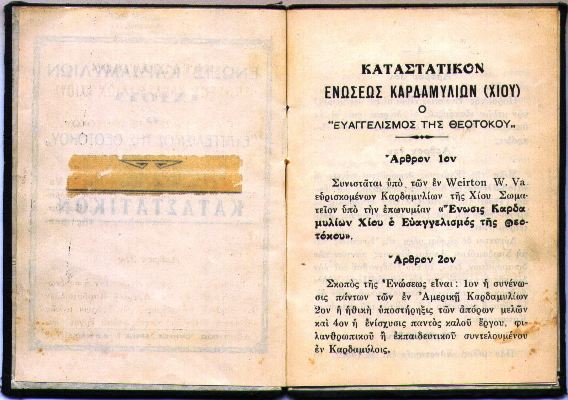 ΚΑΤΑΣΤΑΤΙΚΟΝ
ΕΝΩΣΕΩΣ ΚΑΡΔΑΜΥΛΙΩΝ (ΧΙΟΥ)
Ο
"ΕΥΑΓΓΕΛΙΣΜΟΣ ΤΗΣ ΘΕΟΤΟΚΟΥ„
Ἄρθρον 1ον
Συνιστᾶται ὑπὸ τῶν ἐν Weirton W. Va
εὑρισκομένων Καρδαμυλίων τῆς Χίου Σωμα-
τεῖον ὑπὸ τὴν ἐπωνυμίαν «Ἕνωσις Καρδα
μυλίων Χίου ὁ Εὐαγγελισμὸς τῆς Θεο-
τόκου».
Ἄρθρον 2ον
Σκοπὸς τῆς Ἑνώσεως εἶναι : 1ον ἡ συνένω-
σις πάντων τῶν ἐν Ἀμερικῇ Καρδαμυλίων
2ον ἡ ἠθικὴ ὑποστήριξις τῶν ἀπόρων μελῶν
καὶ 4ον ἡ ἐνίσχυσις παντὸς καλοῦ ἔργου, φι-
λανθρωπικοῦ ἢ ἐκπαιδευτικοῦ συντελουμένου
ἐν Καρδαμύλοις.